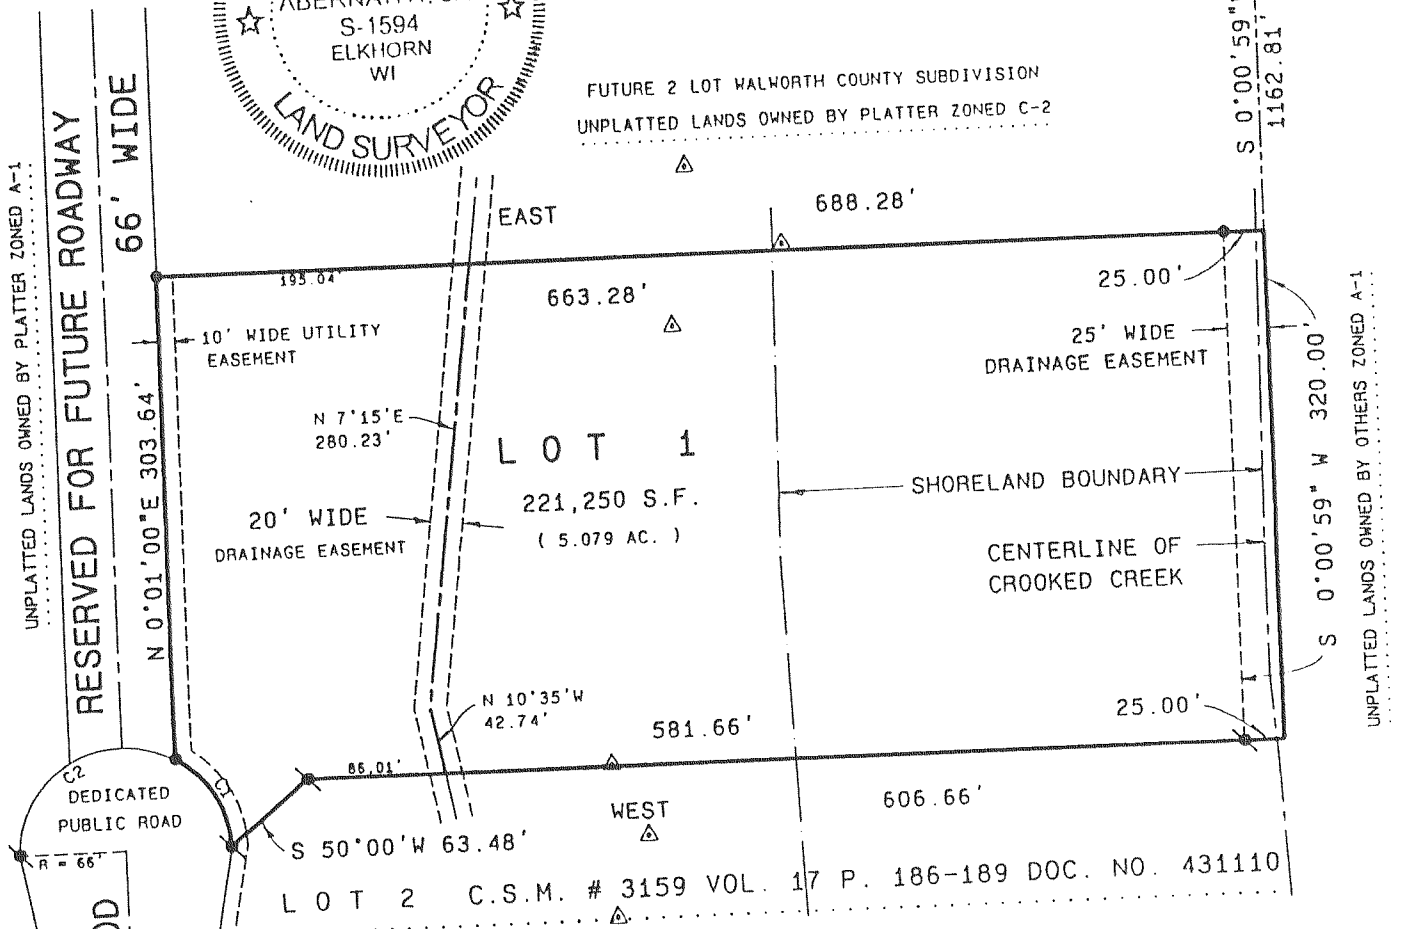 S-1594
ELKHORN
WI
LAND SURVEYOR
FUTURE 2 LOT WALWORTH COUNTY SUBDIVISION
UNPLATTED LANDS OWNED BY PLATTER ZONED C-2
S 0°00'59"
1162.81'
UNPLATTED LANDS OWNED BY PLATTER ZONED A-1
RESERVED FOR FUTURE ROADWAY
66' WIDE
EAST
688.28'
195.04'
663.28'
25.00'
10' WIDE UTILITY
EASEMENT
25' WIDE
DRAINAGE EASEMENT
N 0°01'00"E 303.64'
N 7°15'E
280.23'
LOT 1
221,250 S.F.
( 5.079 AC. )
20' WIDE
DRAINAGE EASEMENT
SHORELAND BOUNDARY
CENTERLINE OF
CROOKED CREEK
S 0°00'59" W 320.00'
UNPLATTED LANDS OWNED BY OTHERS ZONED A-1
N 10°35'W
42.74'
581.66'
25.00'
86.01'
C2
C1
DEDICATED
PUBLIC ROAD
R = 66'
WEST
606.66'
S 50°00'W 63.48'
LOT 2 C.S.M. # 3159 VOL. 17 P. 186-189 DOC. NO. 431110